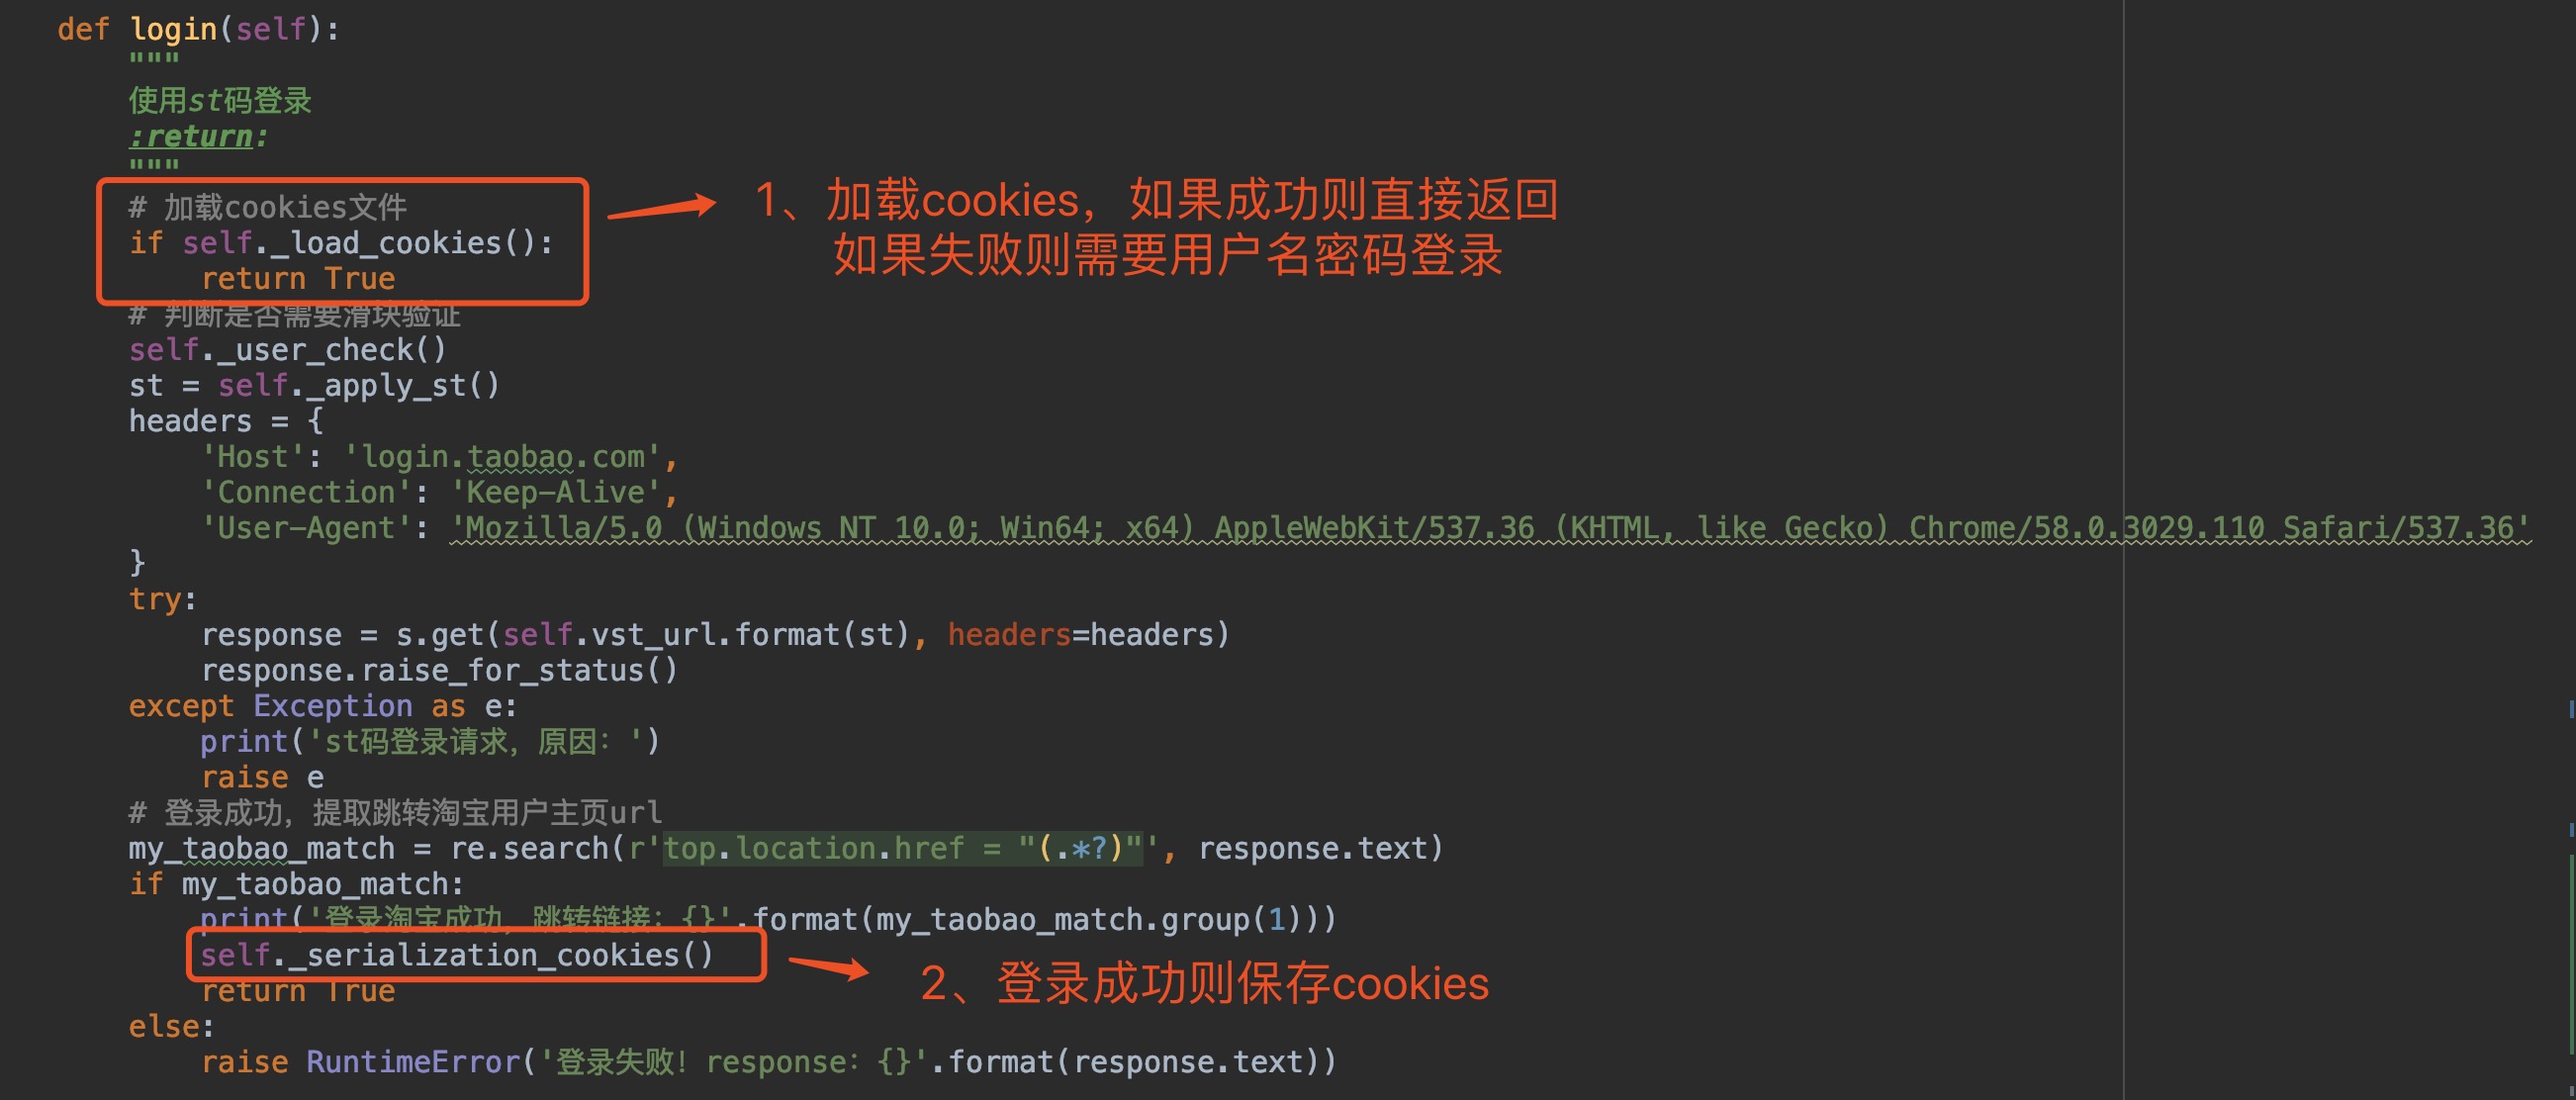 def login(self):
"""
使用st码登录
:return:
"""
# 加载cookies文件
if self._load_cookies():
return True
1、加载cookies，如果成功则直接返回
如果失败则需要用户名密码登录
# 判断是否需要滑块验证
self._user_check()
st = self._apply_st()
headers = {
'Host': 'login.taobao.com',
'Connection': 'Keep-Alive',
'User-Agent': 'Mozilla/5.0 (Windows NT 10.0; Win64; x64) AppleWebKit/537.36 (KHTML, like Gecko) Chrome/58.0.3029.110 Safari/537.36'
}
try:
response = s.get(self.vst_url.format(st), headers=headers)
response.raise_for_status()
except Exception as e:
print('st码登录请求，原因：')
raise e
# 登录成功，提取跳转淘宝用户主页url
my_taobao_match = re.search(r'top.location.href = "(.*?)"', response.text)
if my_taobao_match:
print('登录淘宝成功，跳转链接：{}'.format(my_taobao_match.group(1)))
self._serialization_cookies()
2、登录成功则保存cookies
return True
else:
raise RuntimeError('登录失败！response：{}'.format(response.text))